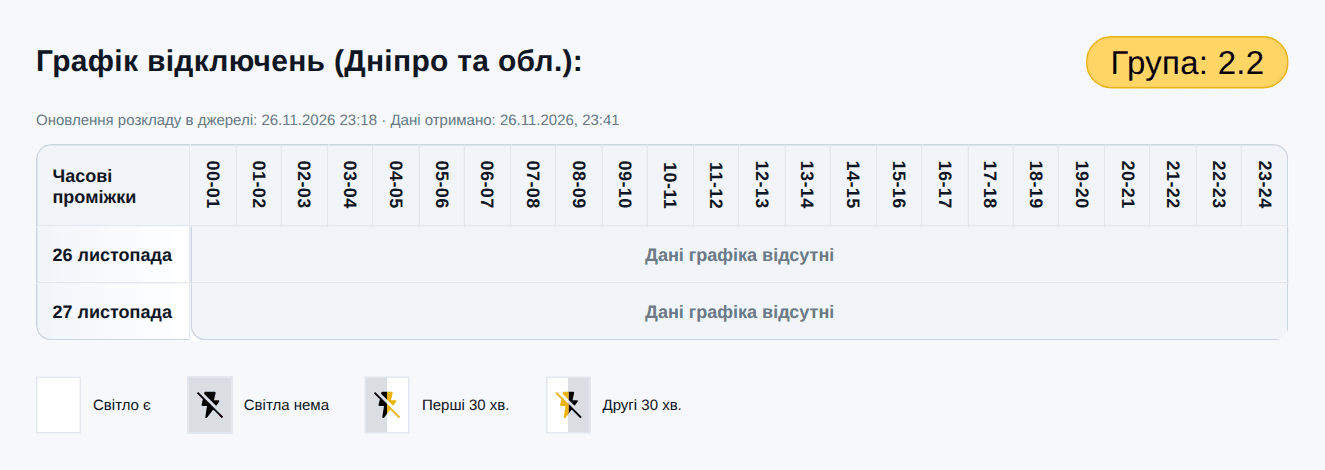 Графік відключень (Дніпро та обл.):
Група: 2.2
Оновлення розкладу в джерелі: 26.11.2026 23:18 · Дані отримано: 26.11.2026, 23:41
Часові
проміжки
00-01 01-02 02-03 03-04 04-05 05-06 06-07 07-08 08-09 09-10 10-11 11-12 12-13 13-14 14-15 15-16 16-17 17-18 18-19 19-20 20-21 21-22 22-23 23-24
26 листопада Дані графіка відсутні
27 листопада Дані графіка відсутні
Світло є Світла нема Перші 30 хв. Другі 30 хв.